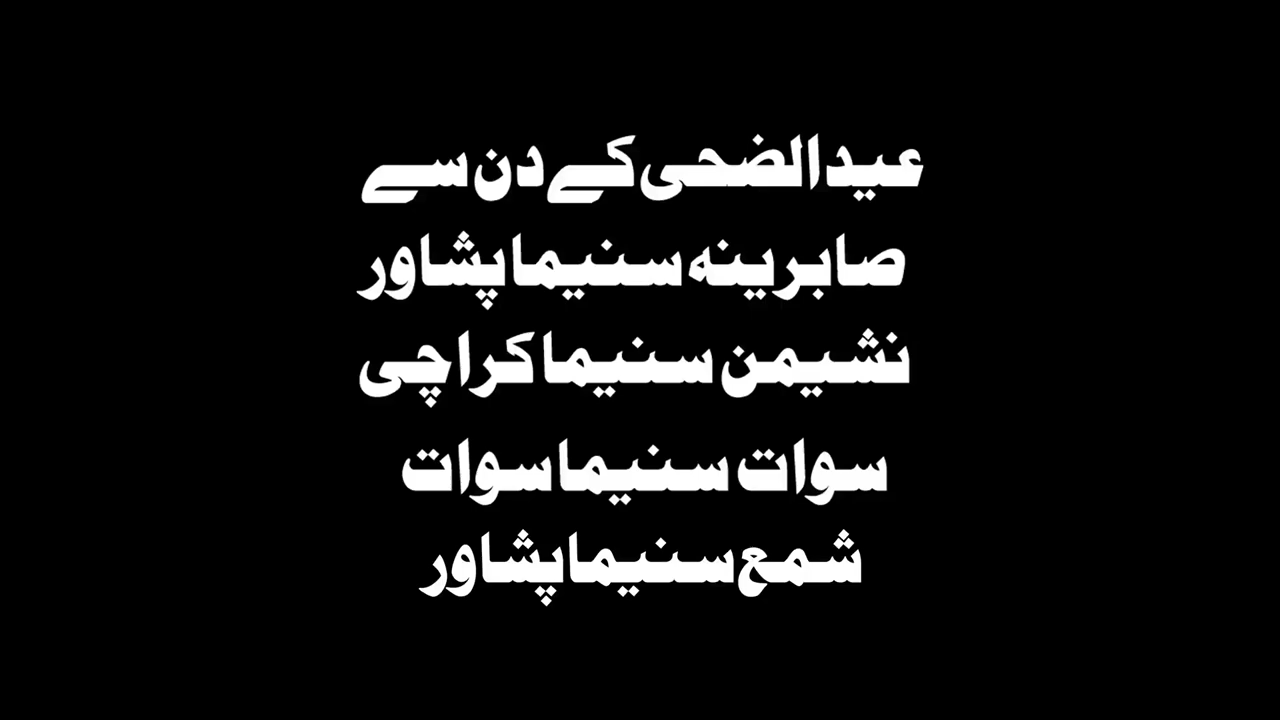 عیدالضحی کے دن سے
صابرینہ سنیما پشاور
نشیمن سنیما کراچی
سوات سنیما سوات
شمع سنیما پشاور